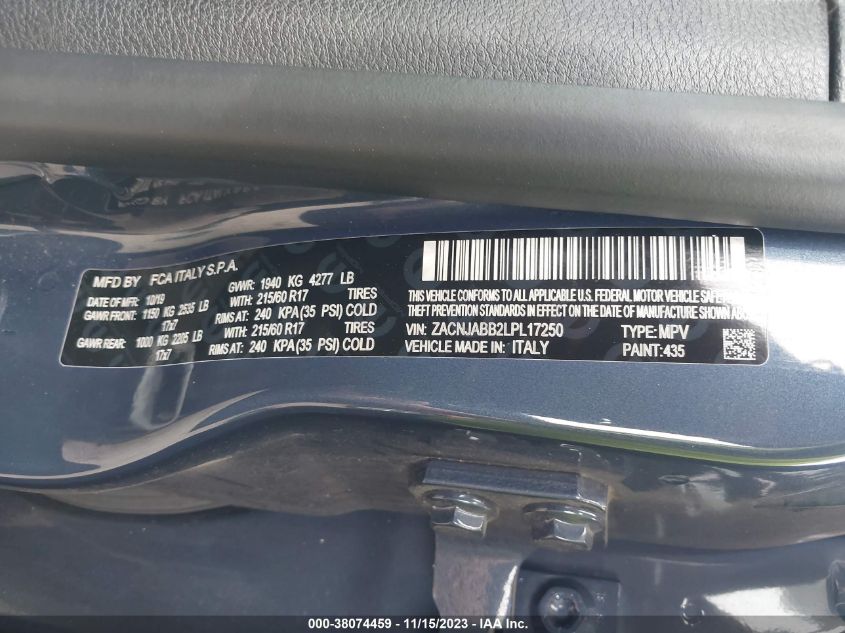 MFD BY FCA ITALY S.P.A.
DATE OF MFR 10/19 GVWR: 1940 KG 4277 LB
GAWR FRONT: 1150 KG 2535 LB WITH: 215/60 R17 TIRES
17x7 RIMS AT: 240 KPA(35 PSI) COLD
GAWR REAR: 1000 KG 2205 LB WITH: 215/60 R17 TIRES
17x7 RIMS AT: 240 KPA(35 PSI) COLD
THIS VEHICLE CONFORMS TO ALL APPLICABLE U.S. FEDERAL MOTOR VEHICLE SAFETY
THEFT PREVENTION STANDARDS IN EFFECT ON THE DATE OF MANUFACTURE SHOWN
VIN: ZACNJABB2LPL17250 TYPE: MPV
VEHICLE MADE IN: ITALY PAINT: 435
000-38074459 - 11/15/2023 - IAA Inc.